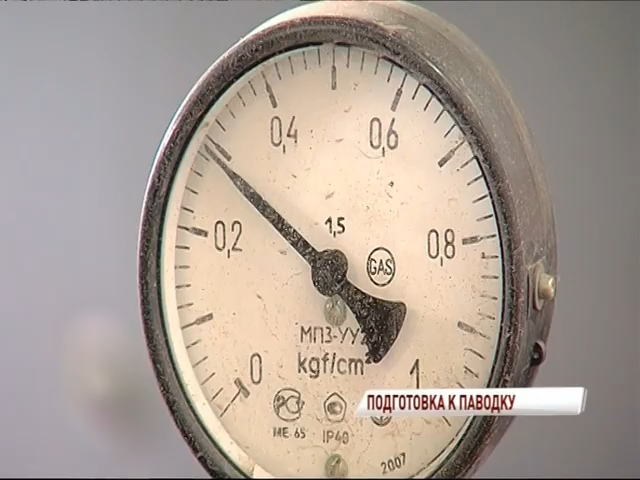 0,4 0,6
0,2 1,5 0,8
GAS
МПЗ-УУ2
0 kgf/cm² 1
РСТ
ME 65 IP40
2007
ПОДГОТОВКА К ПАВОДКУ